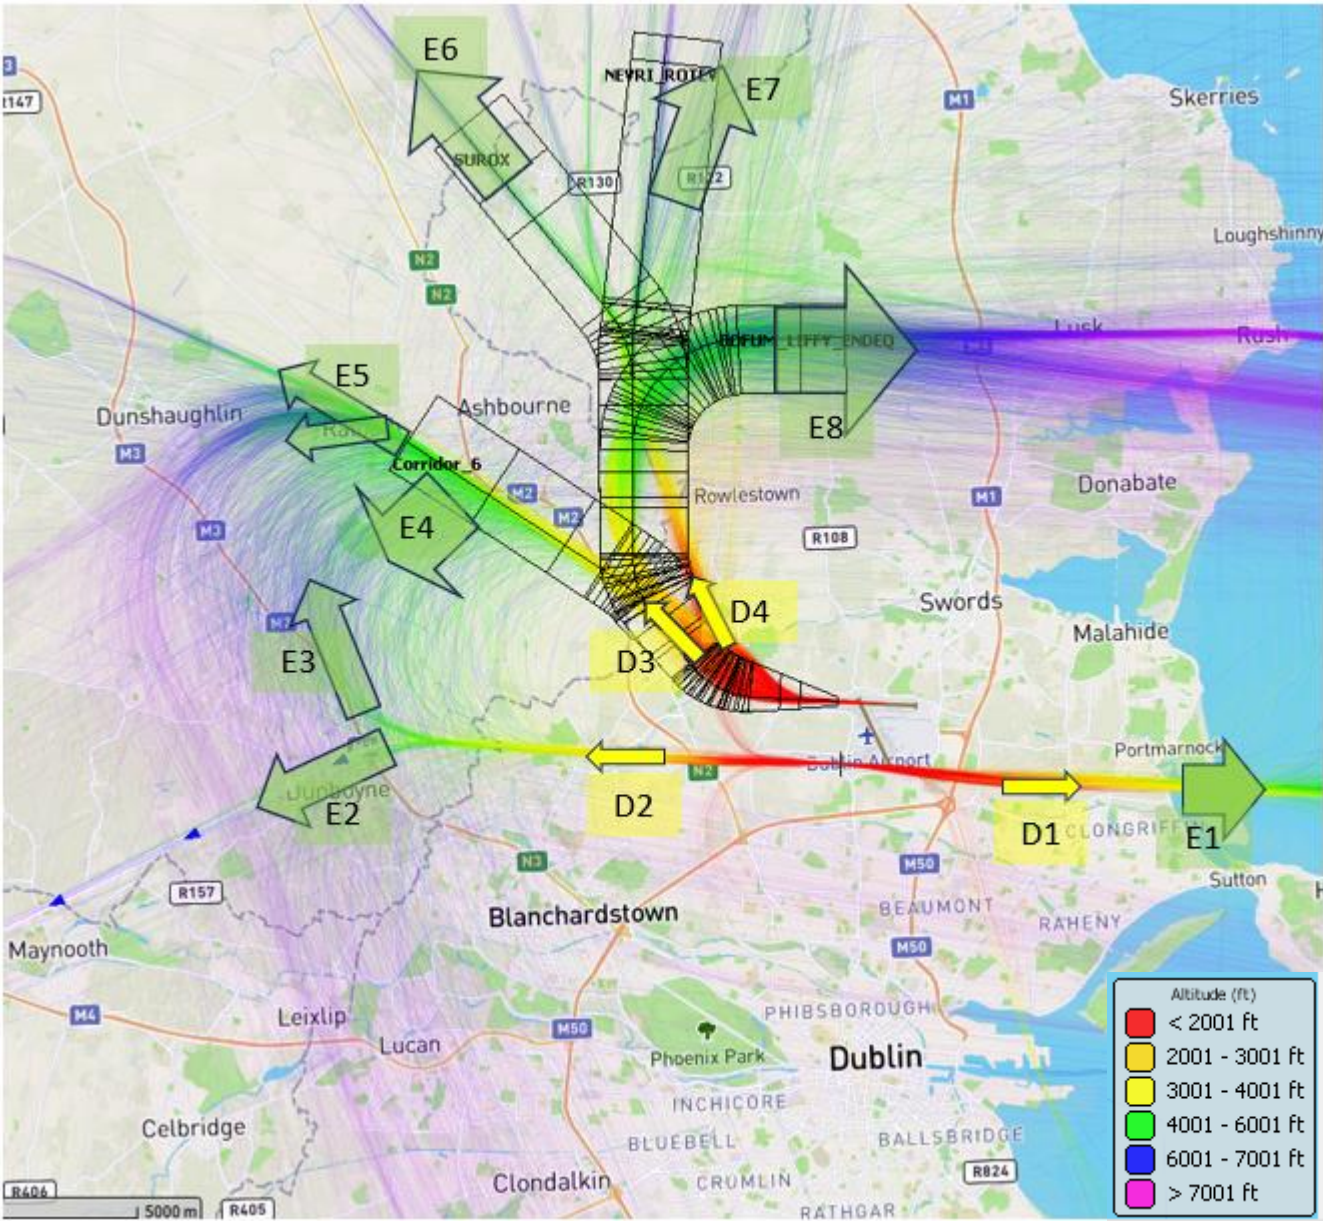 E6
NEVRI_ROTEV
E7
Skerries
3
R147
M1
SUROX
R130
R122
Loughshinny
N2
N2
Lusk
Rush
E5
E8
Dunshaughlin
Ashbourne
M3
Corridor_6
M2
Rowlestown
M1
Donabate
E4
M2
M3
R108
Swords
D4
Malahide
E3
D3
Portmarnock
N2
Dublin Airport
Dunboyne
E2
D2
D1
CLONGRIFFIN
E1
N3
M50
Sutton
R157
Blanchardstown
BEAUMONT
RAHENY
Maynooth
M50
M4
Leixlip
M50
PHIBSBOROUGH
Lucan
Phoenix Park
Dublin
INCHICORE
Celbridge
BLUEBELL
BALLSBRIDGE
Clondalkin
CRUMLIN
R824
R406
5000 m
R405
RATHGAR
Altitude (ft)
< 2001 ft
2001 - 3001 ft
3001 - 4001 ft
4001 - 6001 ft
6001 - 7001 ft
> 7001 ft